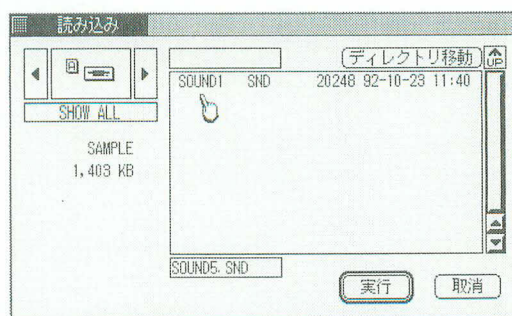 読み込み
ディレクトリ移動
UP
A
SOUND1 SND 20248 92-10-23 11:40
SHOW ALL
SAMPLE
1,403 KB
SOUND5.SND
実行
取消